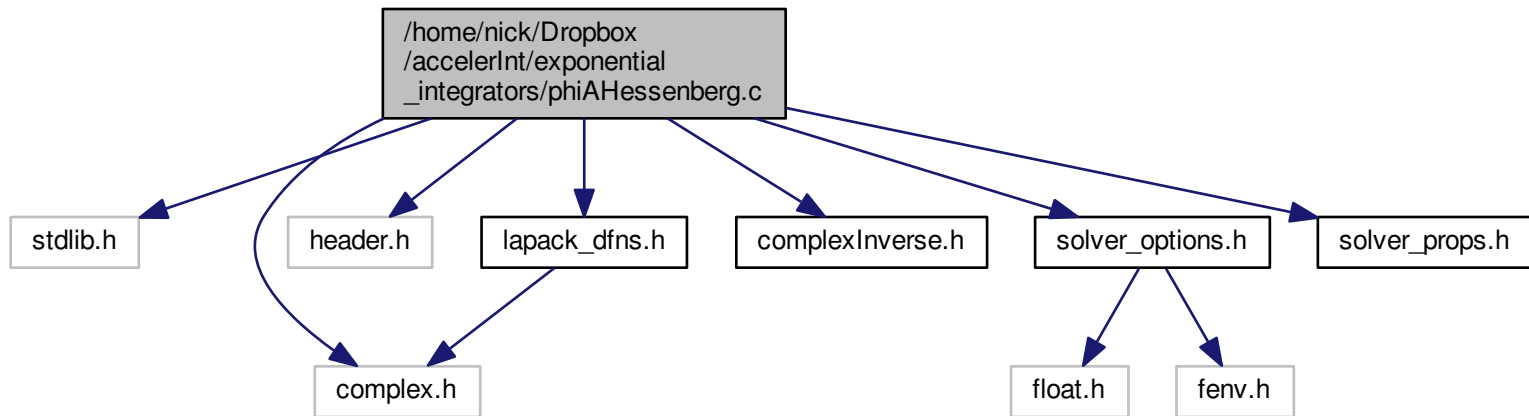 /home/nick/Dropbox
/accelerInt/exponential
_integrators/phiAHessenberg.c
stdlib.h
header.h
lapack_dfns.h
complexInverse.h
solver_options.h
solver_props.h
complex.h
float.h
fenv.h